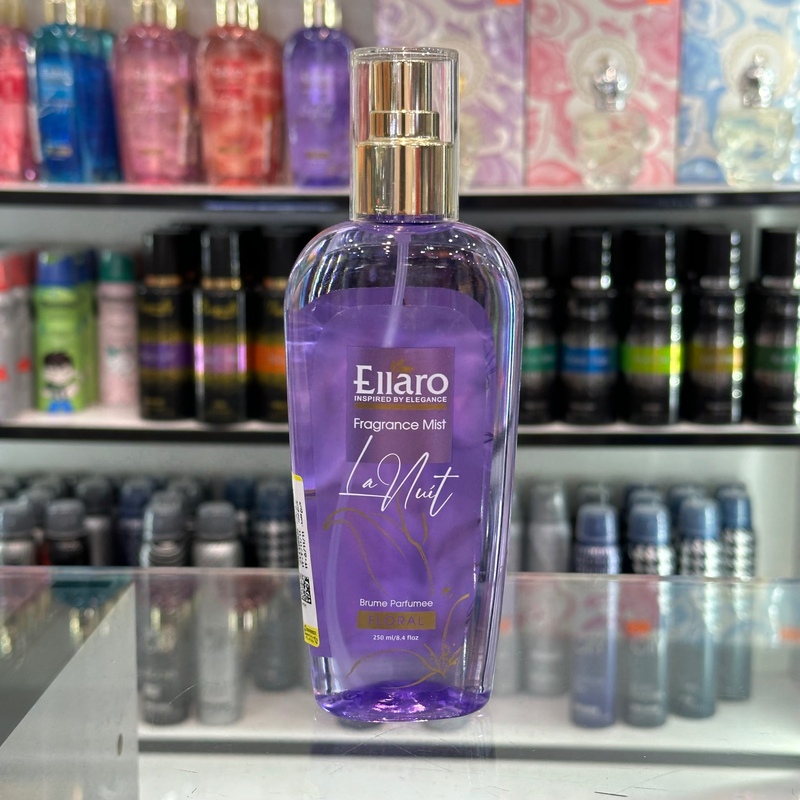 Ellaro
INSPIRED BY ELEGANCE
Fragrance Mist
La Nuit
Brume Parfumee
FLORAL
250 ml/8,4 floz